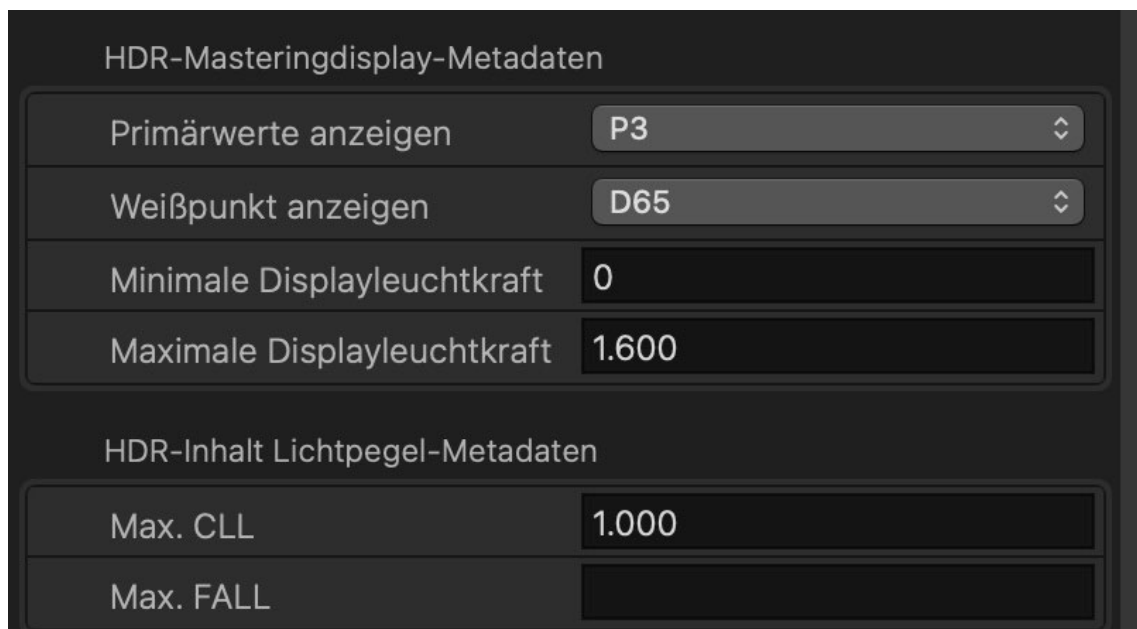 HDR-Masteringdisplay-Metadaten
Primärwerte anzeigen P3
Weißpunkt anzeigen D65
Minimale Displayleuchtkraft 0
Maximale Displayleuchtkraft 1.600
HDR-Inhalt Lichtpegel-Metadaten
Max. CLL 1.000
Max. FALL